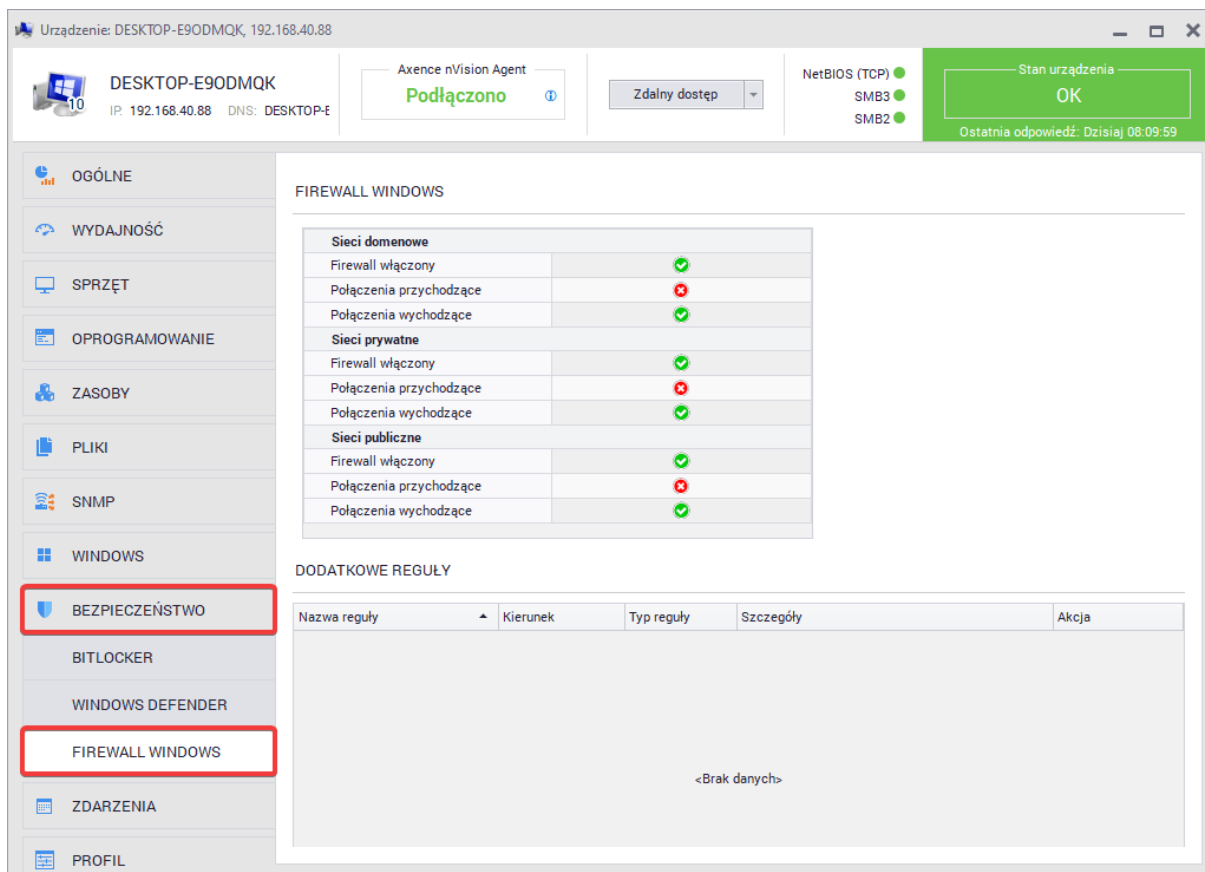 Urządzenie: DESKTOP-E9ODMQK, 192.168.40.88
10
DESKTOP-E9ODMQK
IP: 192.168.40.88 DNS: DESKTOP-E
Axence nVision Agent
Podłączono
Zdalny dostęp
NetBIOS (TCP)
SMB3
SMB2
Stan urządzenia
OK
Ostatnia odpowiedź: Dzisiaj 08:09:59
OGÓLNE
WYDAJNOŚĆ
SPRZĘT
OPROGRAMOWANIE
ZASOBY
PLIKI
SNMP
WINDOWS
BEZPIECZEŃSTWO
BITLOCKER
WINDOWS DEFENDER
FIREWALL WINDOWS
ZDARZENIA
PROFIL
FIREWALL WINDOWS
Sieci domenowe
Firewall włączony
Połączenia przychodzące
Połączenia wychodzące
Sieci prywatne
Firewall włączony
Połączenia przychodzące
Połączenia wychodzące
Sieci publiczne
Firewall włączony
Połączenia przychodzące
Połączenia wychodzące
DODATKOWE REGUŁY
Nazwa reguły Kierunek Typ reguły Szczegóły Akcja
<Brak danych>